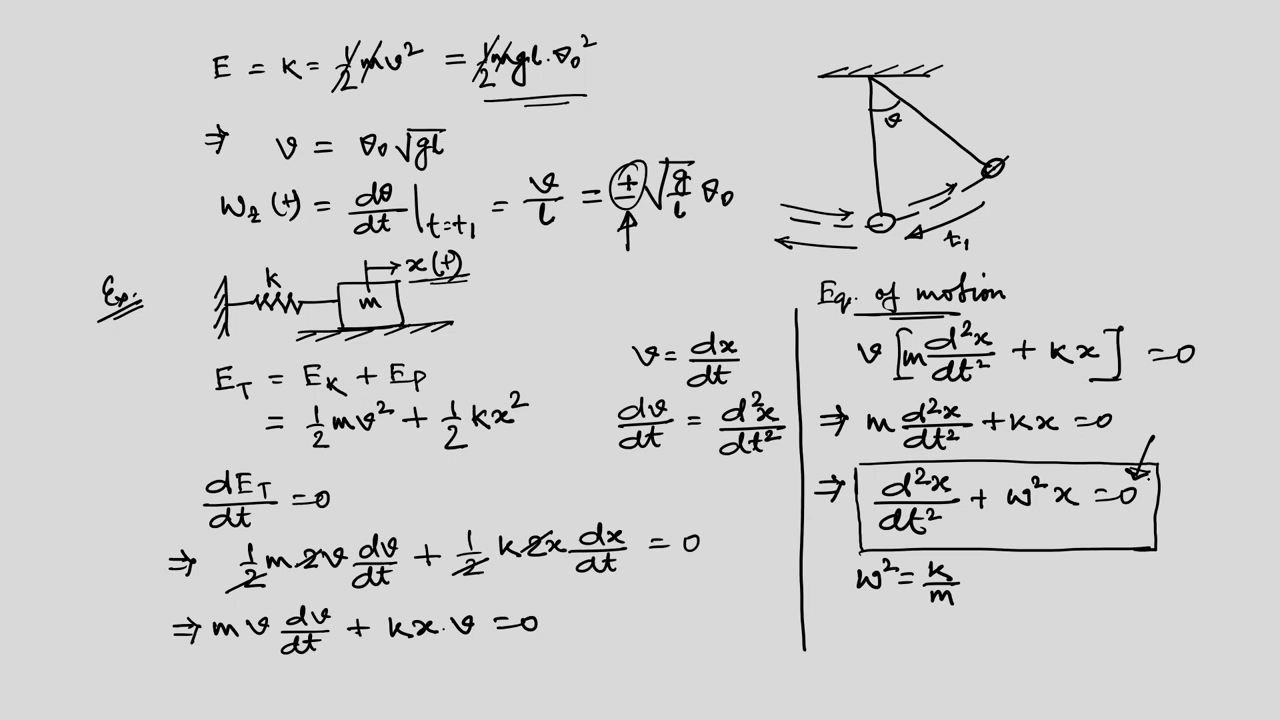 E = K = 1/2 mv² = 1/2 mgl·θ₀²
⇒ v = θ₀ √gl
ω_z(t) = dθ/dt |t=t₁ = v/l = ± √g/l θ₀
θ
t₁
Ex:
K
m
x(t)
E_T = E_K + E_P
= 1/2 mv² + 1/2 kx²
dE_T/dt = 0
⇒ 1/2 m 2v dv/dt + 1/2 k 2x dx/dt = 0
⇒ m v dv/dt + kx·v = 0
v = dx/dt
dv/dt = d²x/dt²
Eq. of motion
v [m d²x/dt² + kx] = 0
⇒ m d²x/dt² + kx = 0
⇒ d²x/dt² + ω²x = 0
ω² = k/m